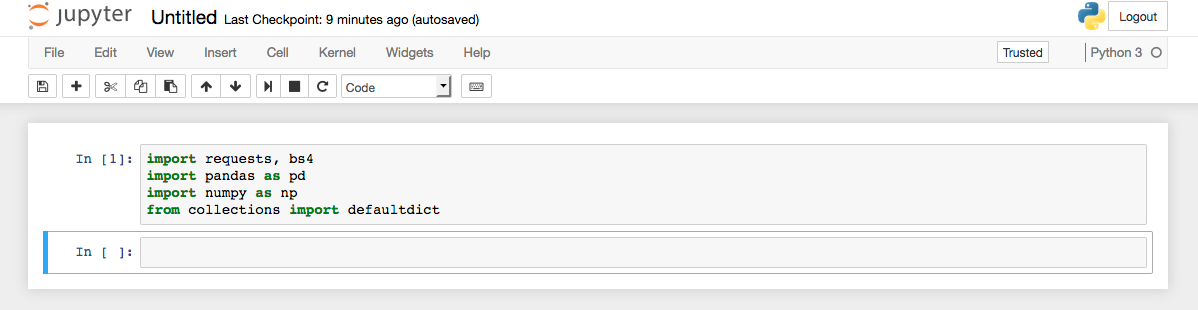 jupyter Untitled Last Checkpoint: 9 minutes ago (autosaved) Logout
File Edit View Insert Cell Kernel Widgets Help Trusted Python 3
Code
In [1]: import requests, bs4
import pandas as pd
import numpy as np
from collections import defaultdict
In [ ]: